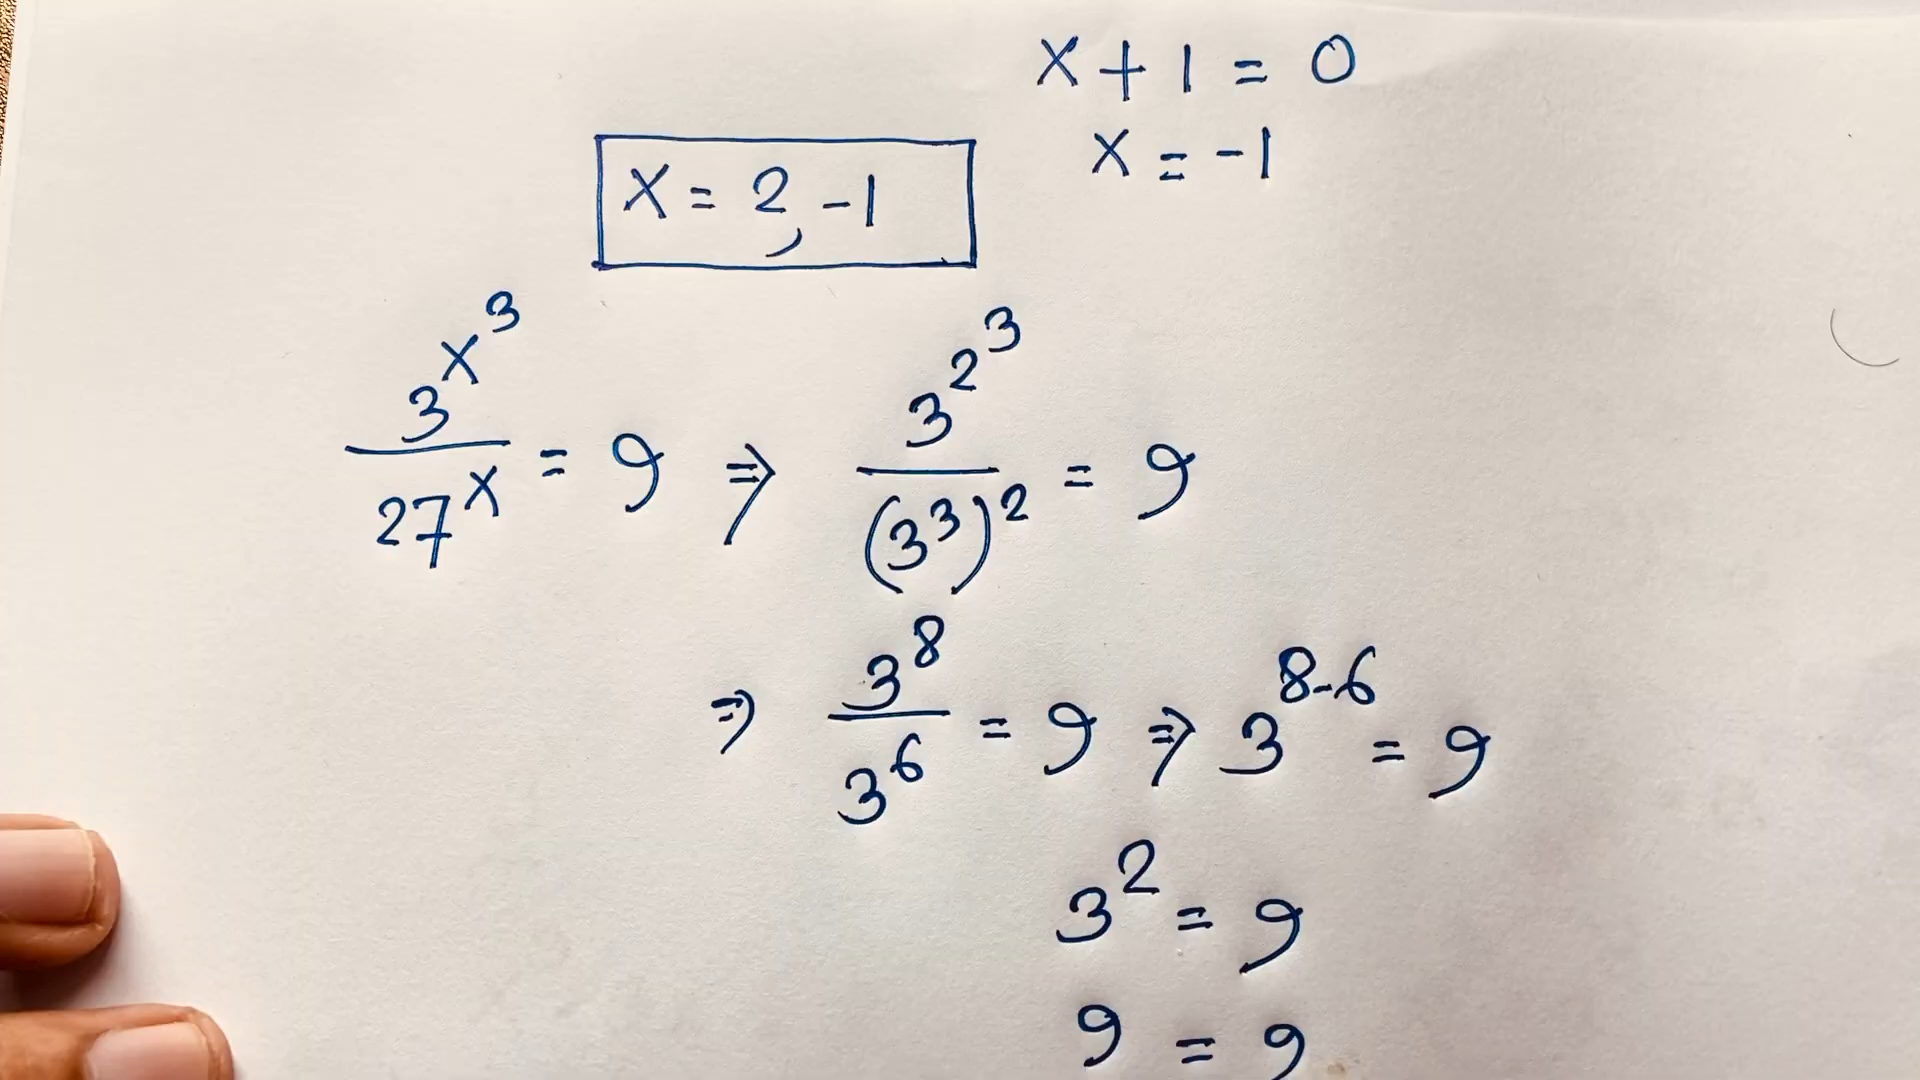 x + 1 = 0
x = -1
x = 2, -1
3^{x^3} / 27^x = 9 ⇒ 3^{2^3} / (3^3)^2 = 9
⇒ 3^8 / 3^6 = 9 ⇒ 3^{8-6} = 9
3^2 = 9
9 = 9